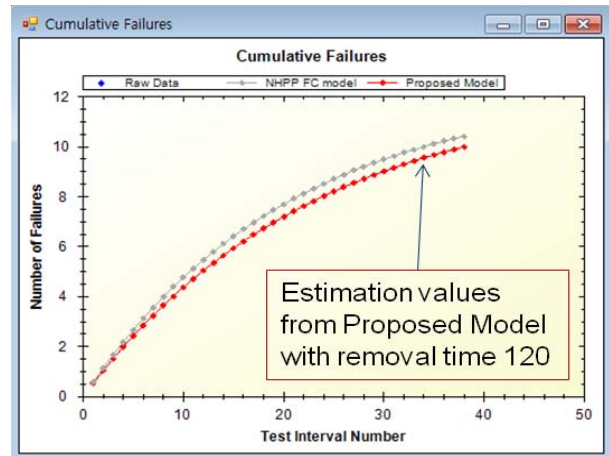 Cumulative Failures
Cumulative Failures
Raw Data NHPP FC model Proposed Model
Number of Failures
12
10
8
6
4
2
0
Estimation values
from Proposed Model
with removal time 120
0 10 20 30 40 50
Test Interval Number